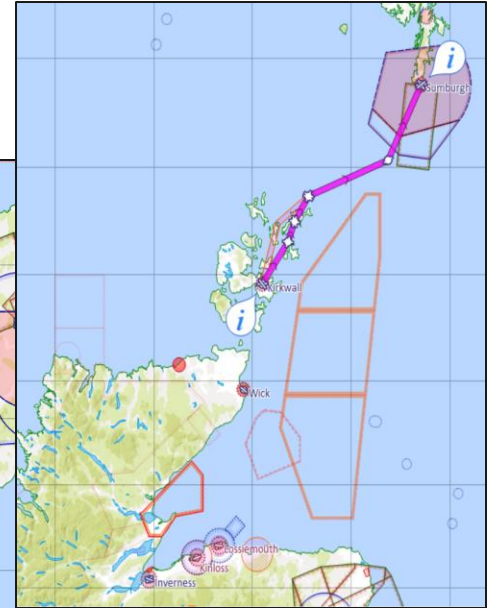 i
Sumburgh
Kirkwall
i
Wick
Lossiemouth
Kinloss
Inverness